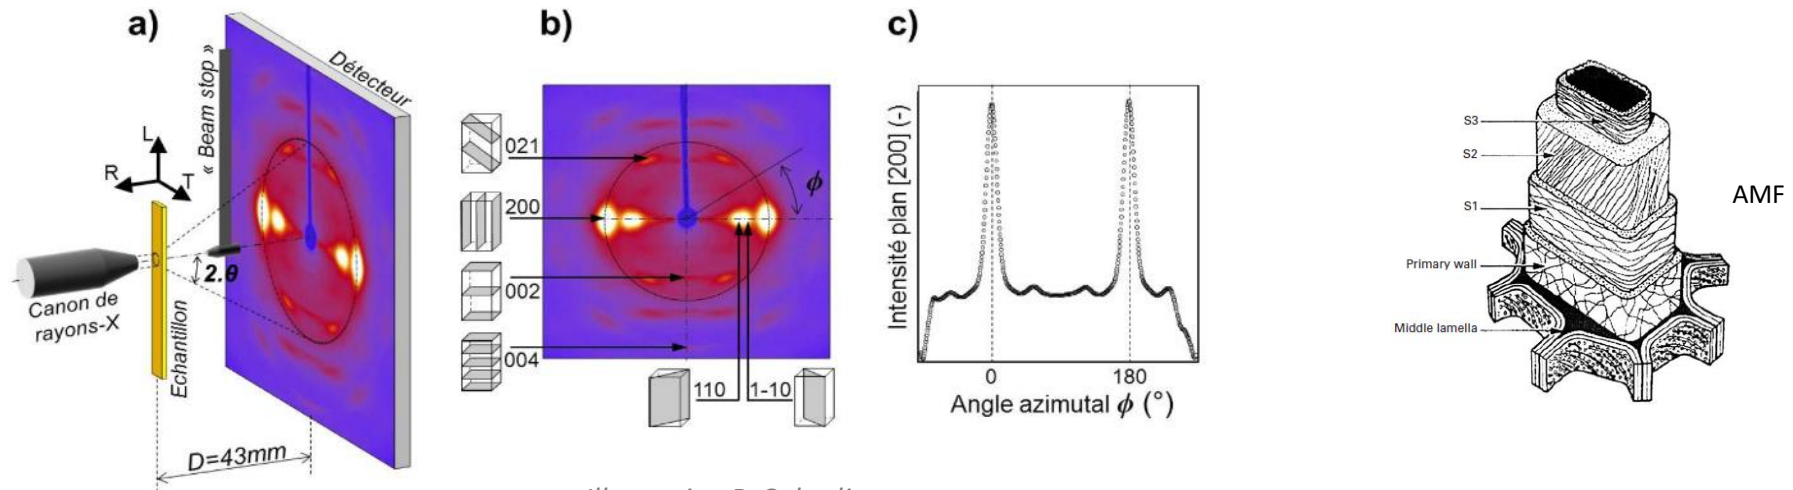 a)
« Beam stop »
Détecteur
L
R
T
2.θ
Canon de
rayons-X
Echantillon
D=43mm
b)
021
200
002
004
110
1-10
ϕ
c)
Intensité plan [200] (-)
0
180
Angle azimutal ϕ (°)
S3
S2
S1
Primary wall
Middle lamella
AMF